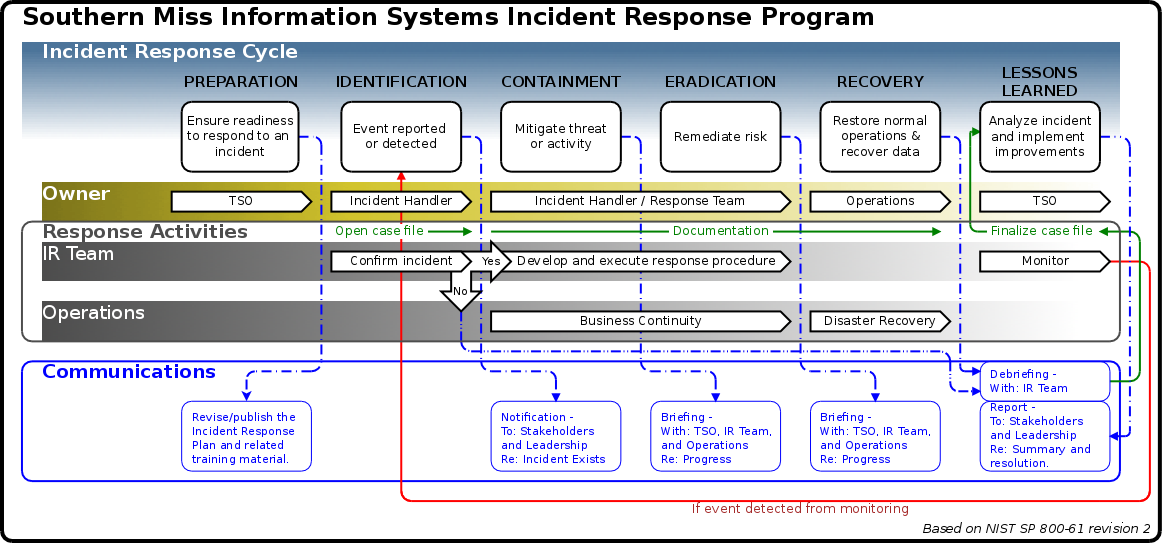 Southern Miss Information Systems Incident Response Program
Incident Response Cycle
PREPARATION
IDENTIFICATION
CONTAINMENT
ERADICATION
RECOVERY
LESSONS
LEARNED
Ensure readiness
to respond to an
incident
Event reported
or detected
Mitigate threat
or activity
Remediate risk
Restore normal
operations &
recover data
Analyze incident
and implement
improvements
Owner
TSO
Incident Handler
Incident Handler / Response Team
Operations
TSO
Response Activities
Open case file
Documentation
Finalize case file
IR Team
Confirm incident
Yes
Develop and execute response procedure
Monitor
No
Operations
Business Continuity
Disaster Recovery
Communications
Revise/publish the
Incident Response
Plan and related
training material.
Notification -
To: Stakeholders
and Leadership
Re: Incident Exists
Briefing -
With: TSO, IR Team,
and Operations
Re: Progress
Briefing -
With: TSO, IR Team,
and Operations
Re: Progress
Debriefing -
With: IR Team
Report -
To: Stakeholders
and Leadership
Re: Summary and
resolution.
If event detected from monitoring
Based on NIST SP 800-61 revision 2